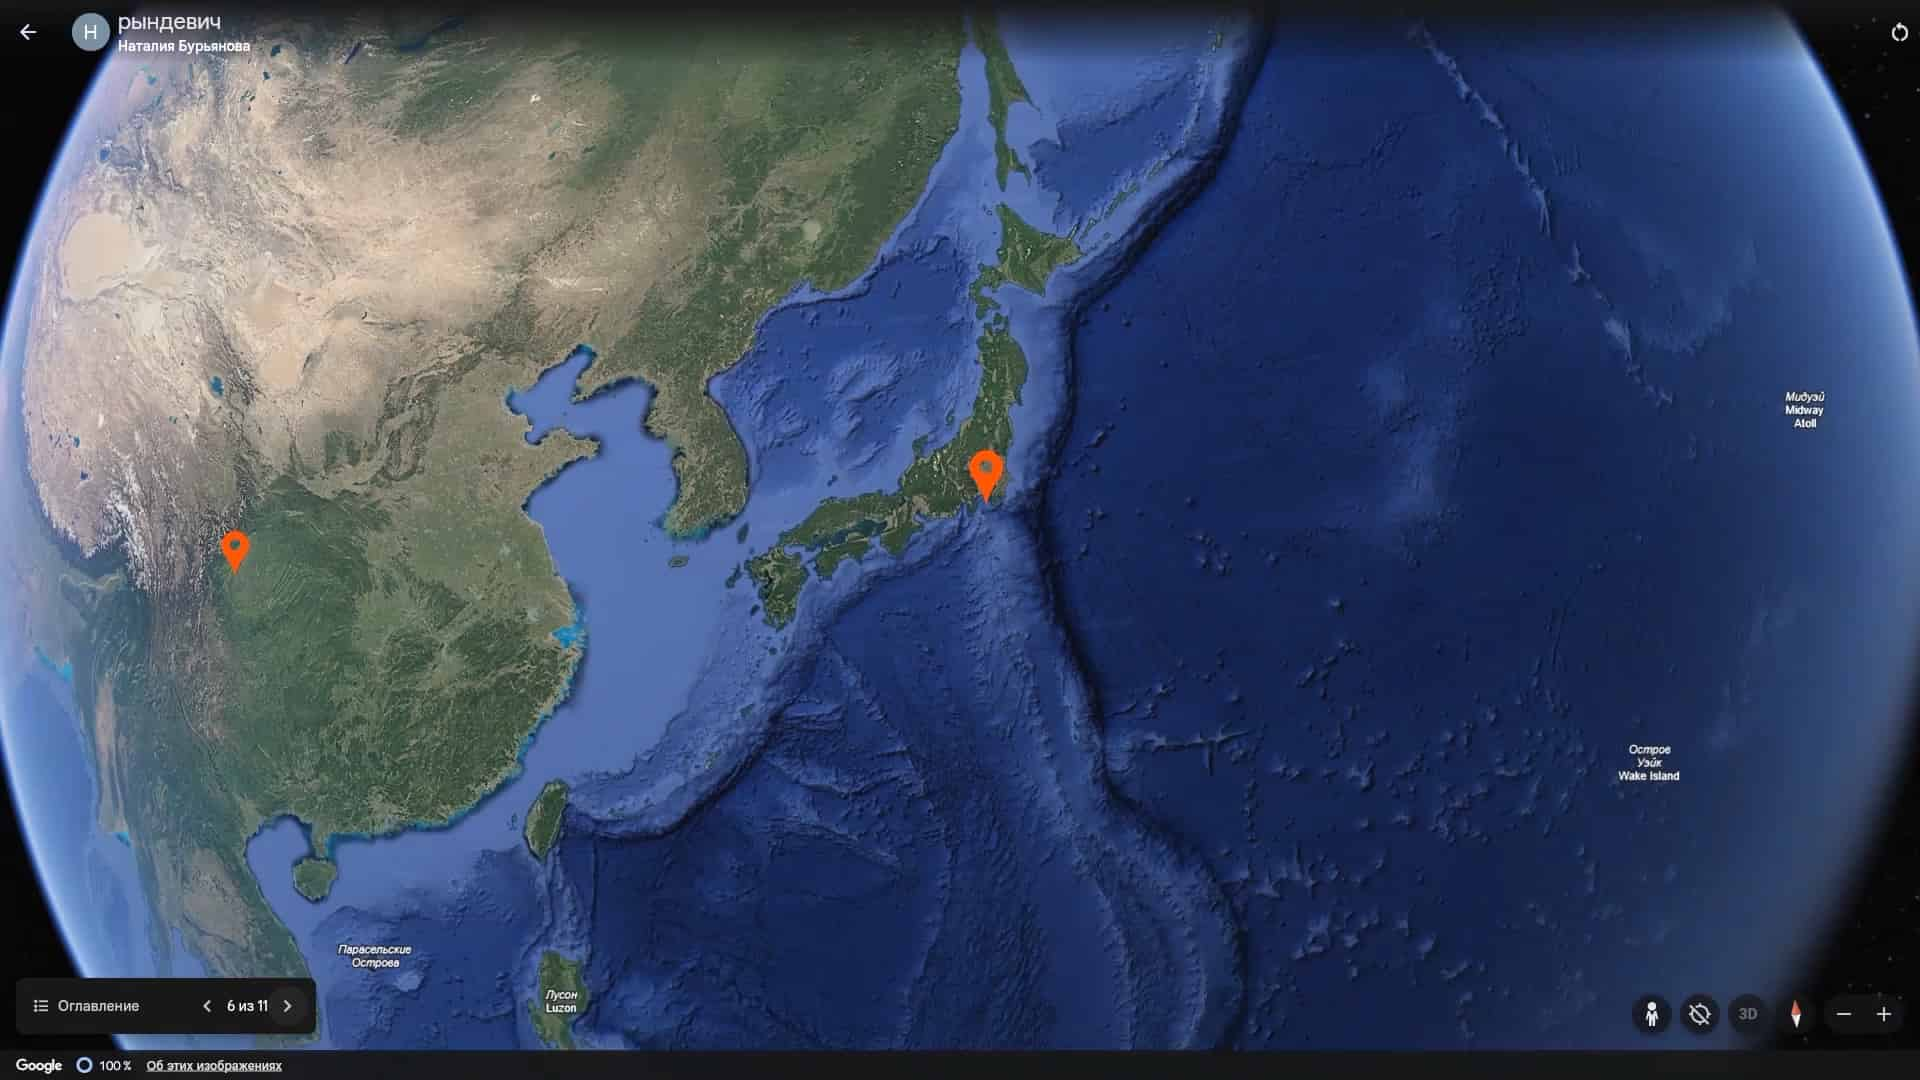 рындевич
Н
Наталия Бурьянова
Мидуэй
Midway
Atoll
Остров
Уэйк
Wake Island
Парасельские
Острова
Лусон
Luzon
Оглавление
6 из 11
3D
Google
100 %
Об этих изображениях